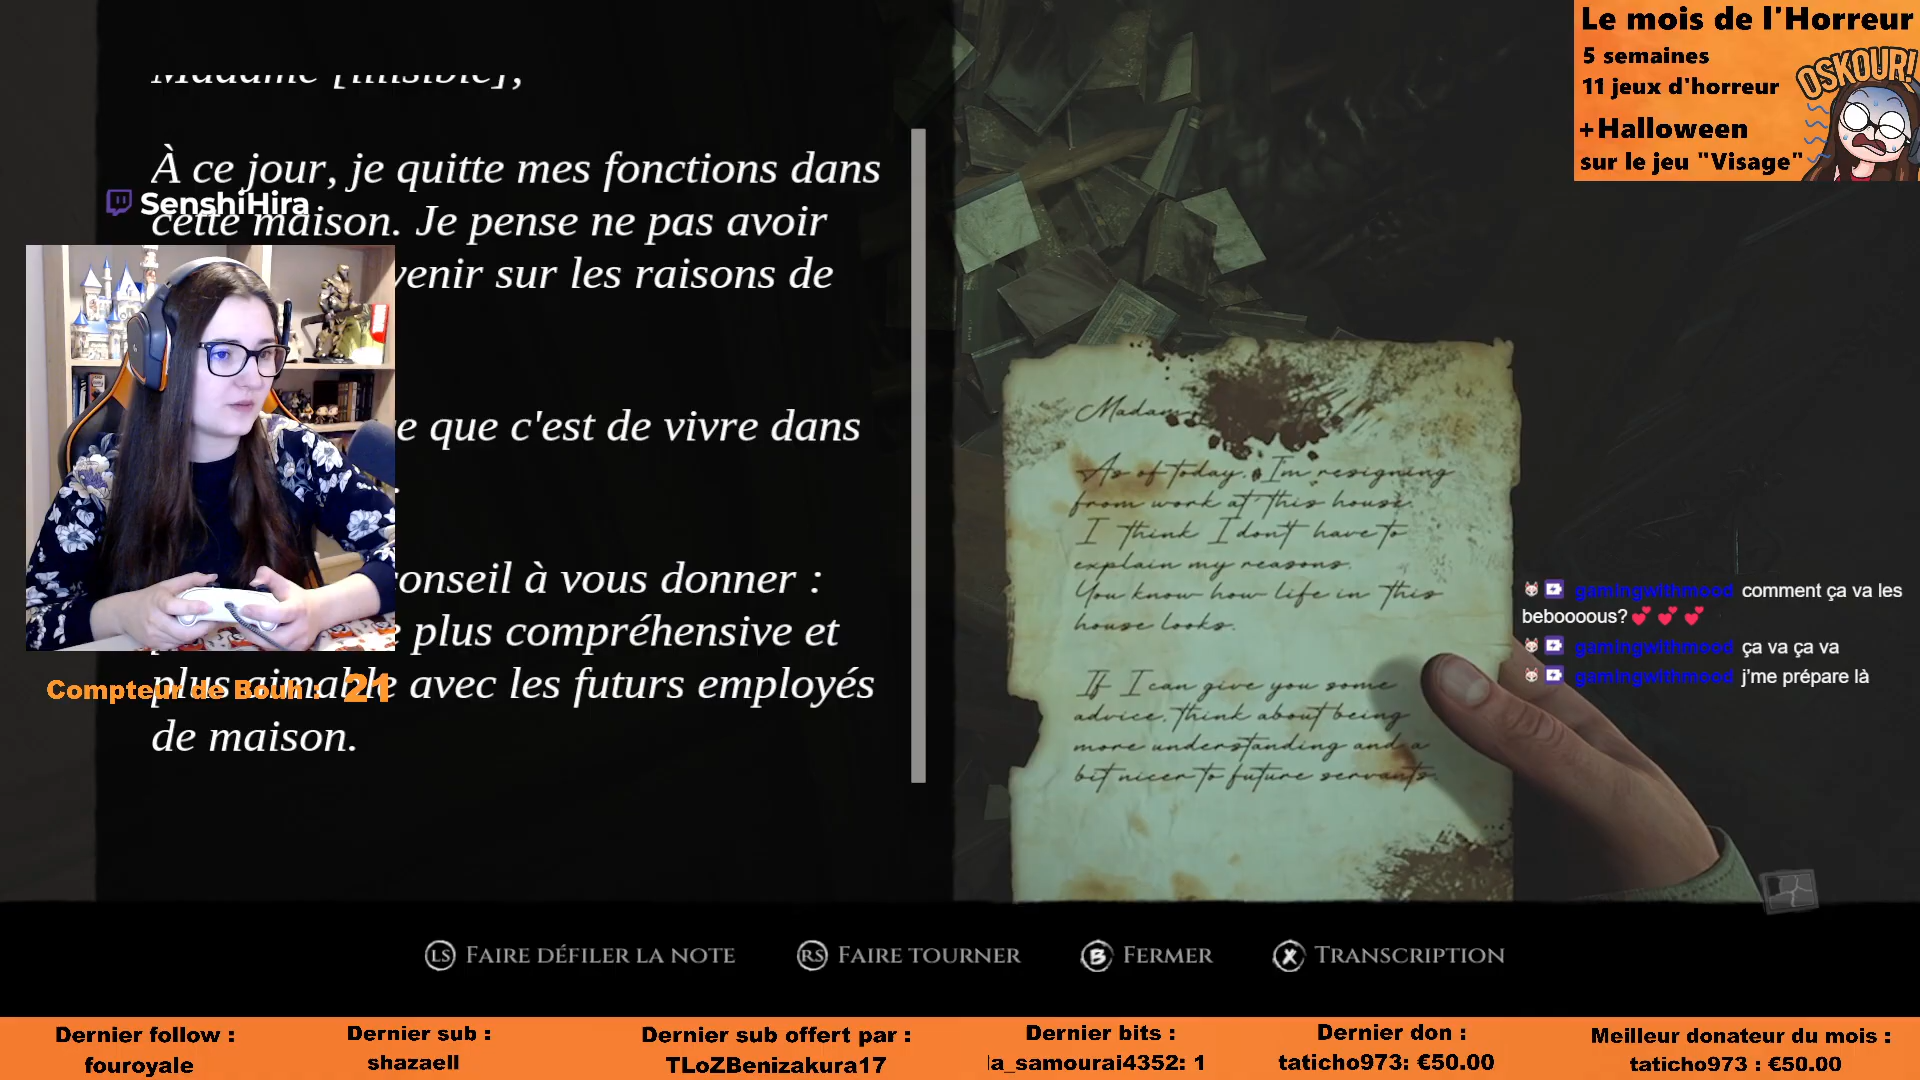 Madame [illisible],
À ce jour, je quitte mes fonctions dans
cette maison. Je pense ne pas avoir
venir sur les raisons de
e que c'est de vivre dans
conseil à vous donner :
plus compréhensive et
plus aimable avec les futurs employés
de maison.
SenshiHira
Compteur de Bouh : 21
Madam
As of today, I'm resigning
from work at this house.
I think I don't have to
explain my reasons.
You know how life in this
house looks.
If I can give you some
advice, think about being
more understanding and a
bit nicer to future servants.
Le mois de l'Horreur
5 semaines
11 jeux d'horreur
+Halloween
sur le jeu "Visage"
OSKOUR!
gamingwithmood comment ça va les
beboooous?
gamingwithmood ça va ça va
gamingwithmood j'me prépare là
LS FAIRE DÉFILER LA NOTE
RS FAIRE TOURNER
B FERMER
X TRANSCRIPTION
Dernier follow :
fouroyale
Dernier sub :
shazaell
Dernier sub offert par :
TLoZBenizakura17
Dernier bits :
la_samourai4352: 1
Dernier don :
taticho973: €50.00
Meilleur donateur du mois :
taticho973 : €50.00